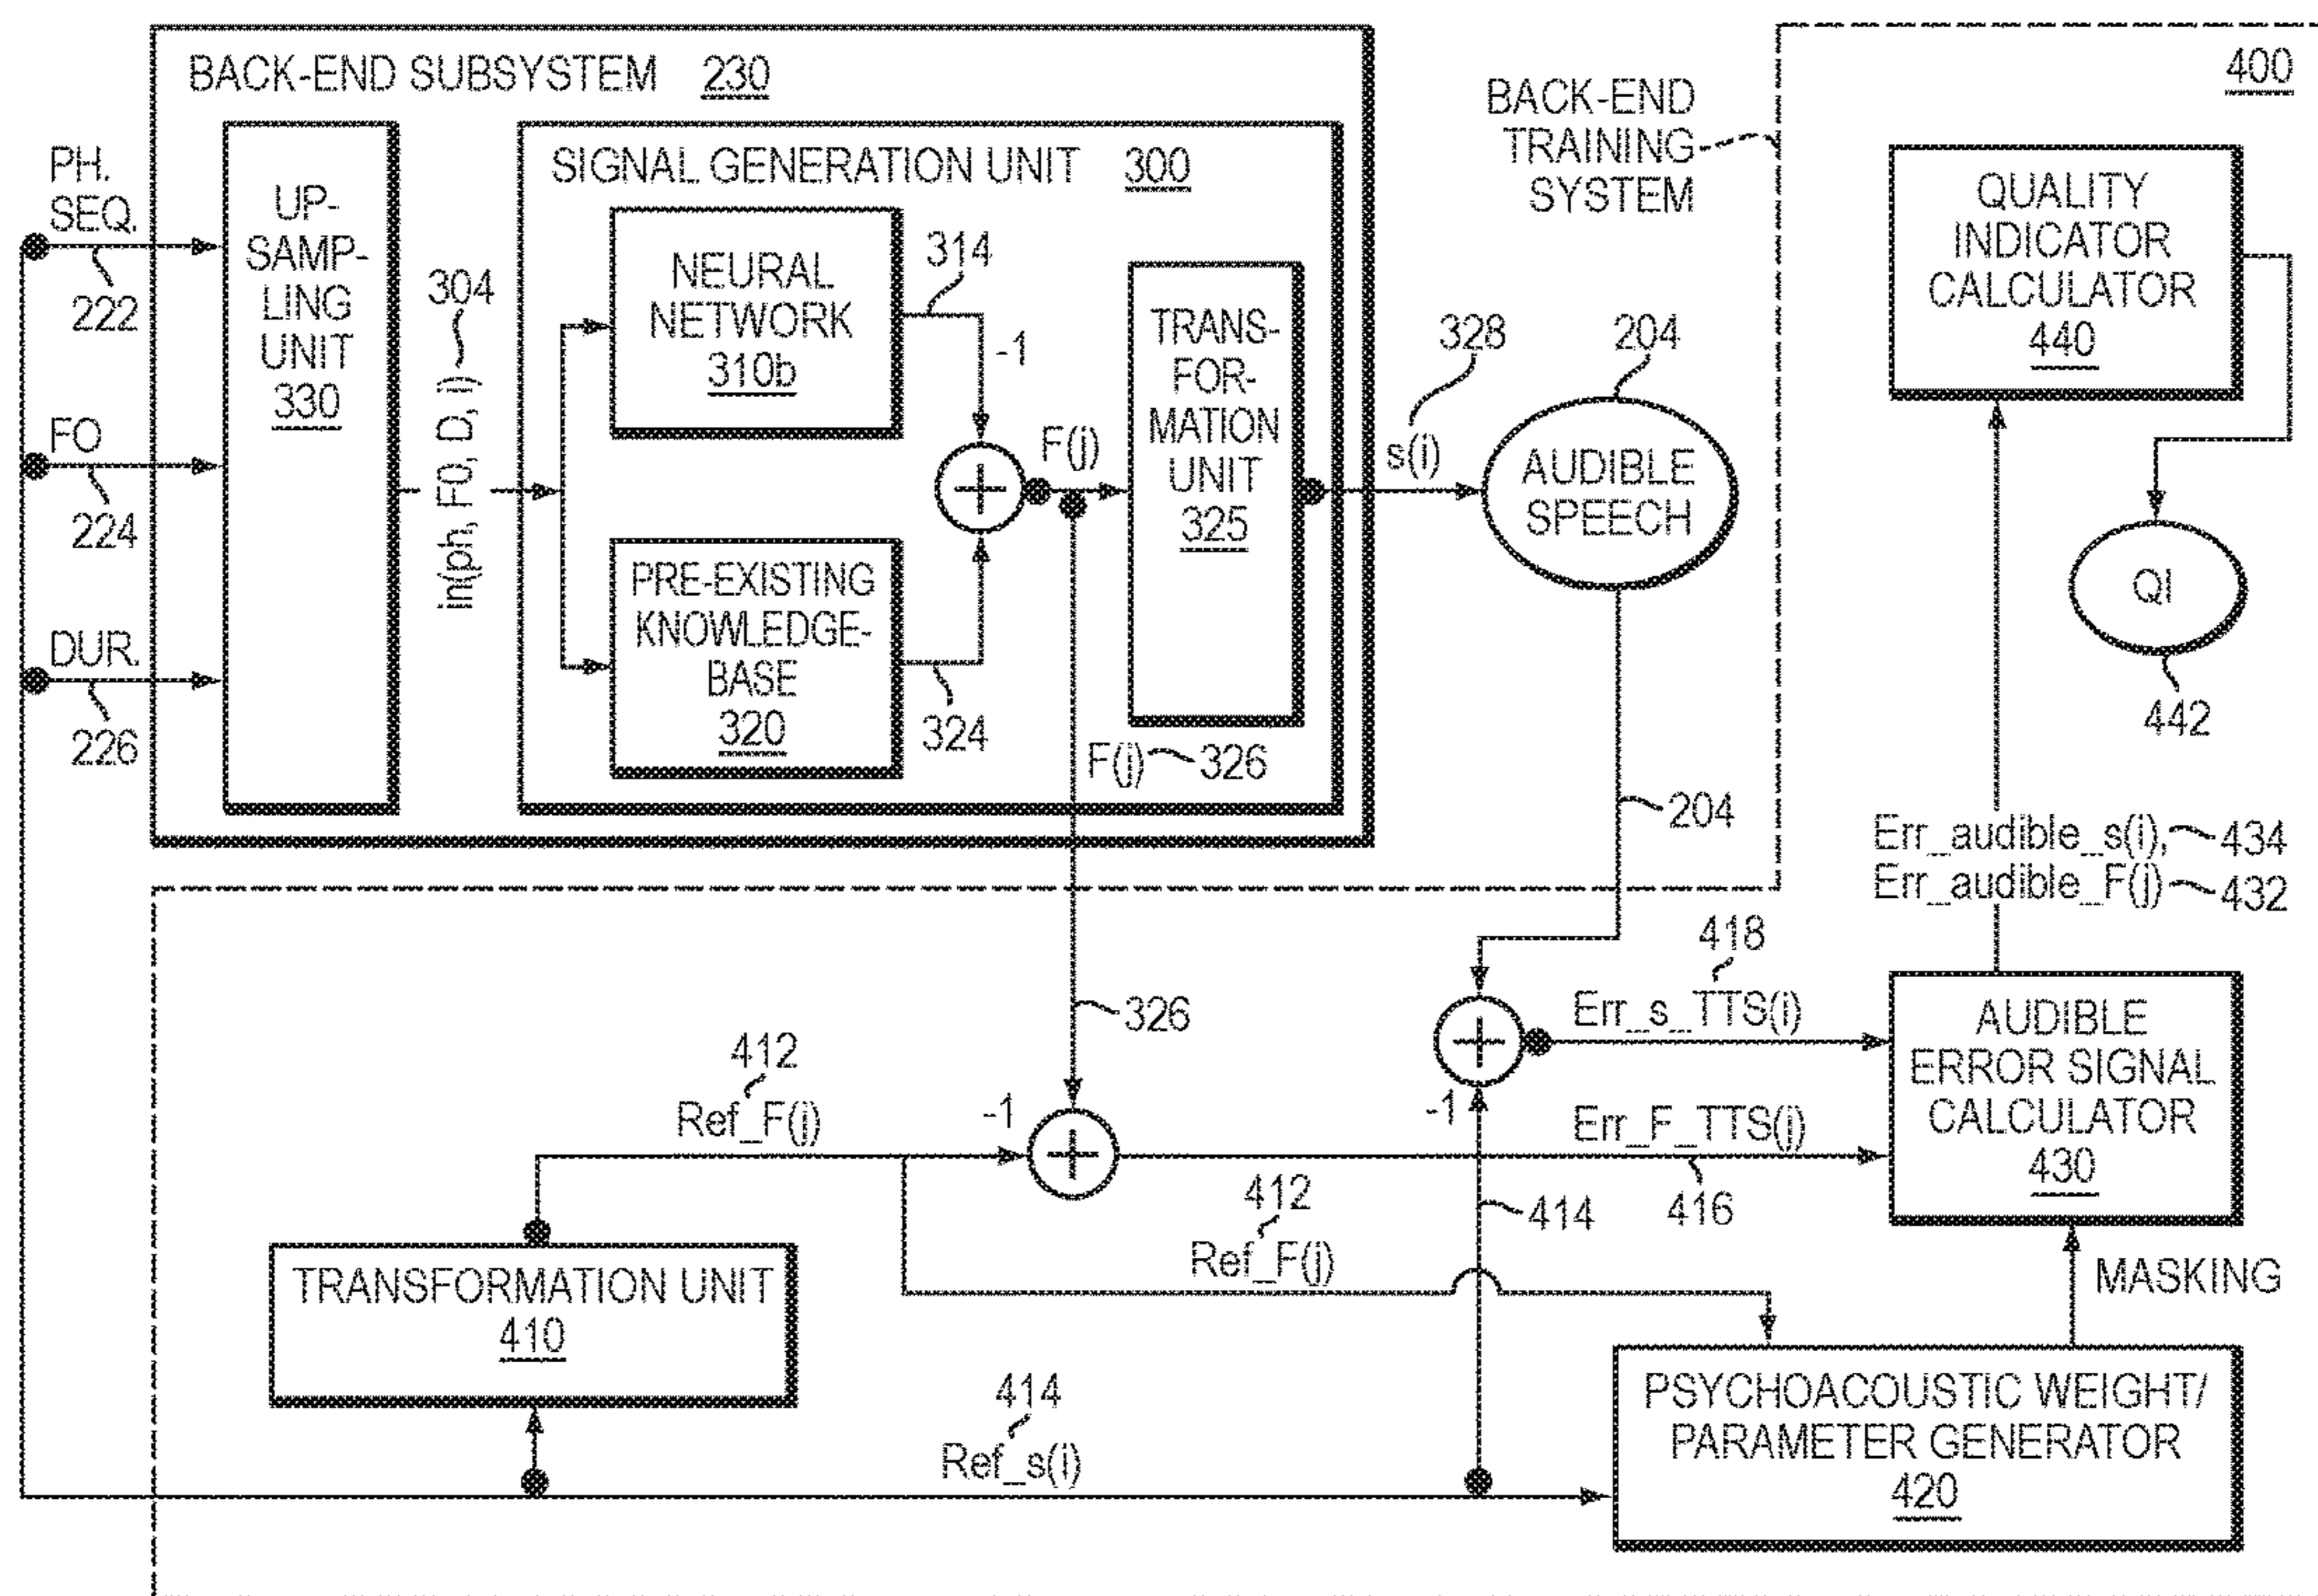 BACK-END SUBSYSTEM 230
400
BACK-END
TRAINING
SYSTEM
PH.
SEQ.
222
FO
224
DUR.
226
UP-
SAMP-
LING
UNIT
330
304
in(ph, F0, D, i)
SIGNAL GENERATION UNIT 300
NEURAL
NETWORK
310b
314
-1
PRE-EXISTING
KNOWLEDGE-
BASE
320
324
F(j)
TRANS-
FOR-
MATION
UNIT
325
F(j) 326
328
s(i)
204
AUDIBLE
SPEECH
204
QUALITY
INDICATOR
CALCULATOR
440
QI
442
Err_audible_s(i), 434
Err_audible_F(j) 432
326
418
Err_s_TTS(i)
-1
Err_F_TTS(j)
416
414
AUDIBLE
ERROR SIGNAL
CALCULATOR
430
412
Ref_F(j)
-1
412
Ref_F(j)
MASKING
TRANSFORMATION UNIT
410
414
Ref_s(i)
PSYCHOACOUSTIC WEIGHT/
PARAMETER GENERATOR
420